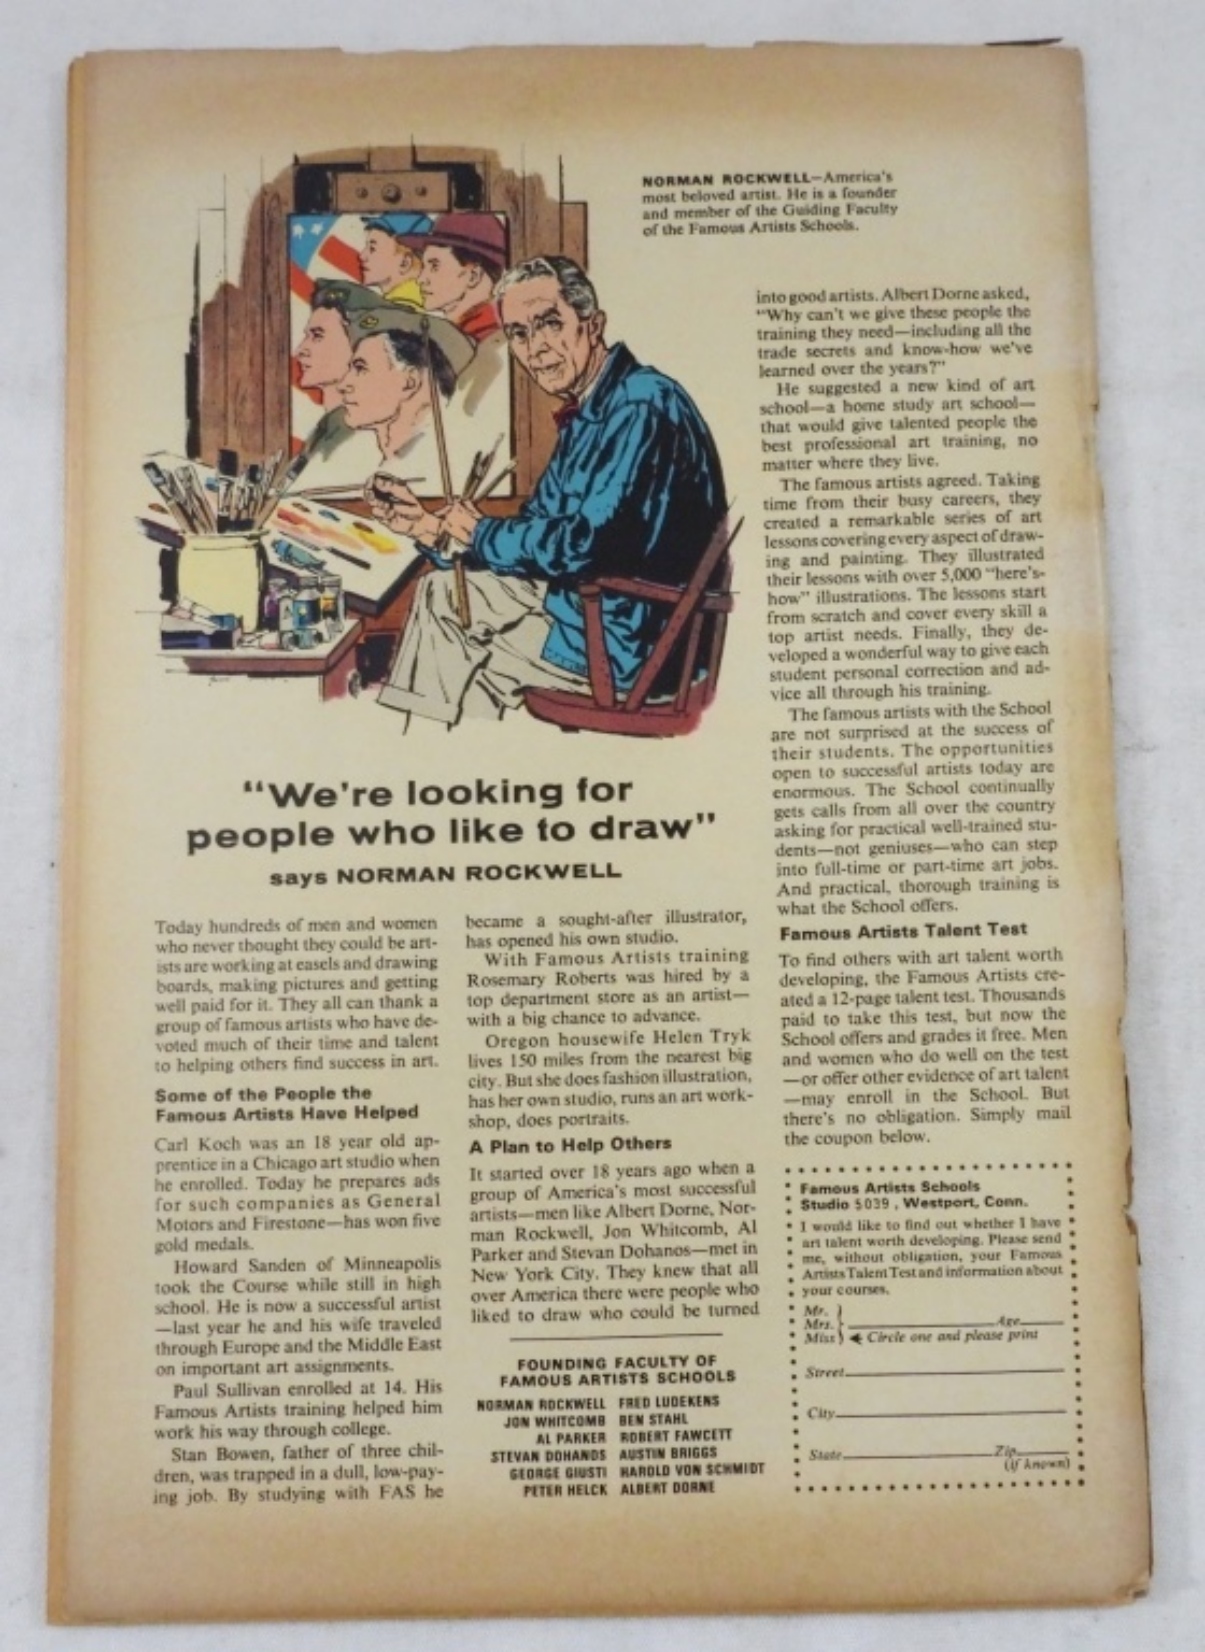 NORMAN ROCKWELL—America's
most beloved artist. He is a founder
and member of the Guiding Faculty
of the Famous Artists Schools.
"We're looking for
people who like to draw"
says NORMAN ROCKWELL
Today hundreds of men and women
who never thought they could be art-
ists are working at easels and drawing
boards, making pictures and getting
well paid for it. They all can thank a
group of famous artists who have de-
voted much of their time and talent
to helping others find success in art.
Some of the People the
Famous Artists Have Helped
Carl Koch was an 18 year old ap-
prentice in a Chicago art studio when
he enrolled. Today he prepares ads
for such companies as General
Motors and Firestone—has won five
gold medals.
Howard Sanden of Minneapolis
took the Course while still in high
school. He is now a successful artist
—last year he and his wife traveled
through Europe and the Middle East
on important art assignments.
Paul Sullivan enrolled at 14. His
Famous Artists training helped him
work his way through college.
Stan Bowen, father of three chil-
dren, was trapped in a dull, low-pay-
ing job. By studying with FAS he
became a sought-after illustrator,
has opened his own studio.
With Famous Artists training
Rosemary Roberts was hired by a
top department store as an artist—
with a big chance to advance.
Oregon housewife Helen Tryk
lives 150 miles from the nearest big
city. But she does fashion illustration,
has her own studio, runs an art work-
shop, does portraits.
A Plan to Help Others
It started over 18 years ago when a
group of America's most successful
artists—men like Albert Dorne, Nor-
man Rockwell, Jon Whitcomb, Al
Parker and Stevan Dohanos—met in
New York City. They knew that all
over America there were people who
liked to draw who could be turned
FOUNDING FACULTY OF
FAMOUS ARTISTS SCHOOLS
NORMAN ROCKWELL FRED LUDEKENS
JON WHITCOMB BEN STAHL
AL PARKER ROBERT FAWCETT
STEVAN DOHANOS AUSTIN BRIGGS
GEORGE GIUSTI HAROLD VON SCHMIDT
PETER HELCK ALBERT DORNE
into good artists. Albert Dorne asked,
"Why can't we give these people the
training they need—including all the
trade secrets and know-how we've
learned over the years?"
He suggested a new kind of art
school—a home study art school—
that would give talented people the
best professional art training, no
matter where they live.
The famous artists agreed. Taking
time from their busy careers, they
created a remarkable series of art
lessons covering every aspect of draw-
ing and painting. They illustrated
their lessons with over 5,000 "here's-
how" illustrations. The lessons start
from scratch and cover every skill a
top artist needs. Finally, they de-
veloped a wonderful way to give each
student personal correction and ad-
vice all through his training.
The famous artists with the School
are not surprised at the success of
their students. The opportunities
open to successful artists today are
enormous. The School continually
gets calls from all over the country
asking for practical well-trained stu-
dents—not geniuses—who can step
into full-time or part-time art jobs.
And practical, thorough training is
what the School offers.
Famous Artists Talent Test
To find others with art talent worth
developing, the Famous Artists cre-
ated a 12-page talent test. Thousands
paid to take this test, but now the
School offers and grades it free. Men
and women who do well on the test
—or offer other evidence of art talent
—may enroll in the School. But
there's no obligation. Simply mail
the coupon below.
Famous Artists Schools
Studio 5039, Westport, Conn.
I would like to find out whether I have
art talent worth developing. Please send
me, without obligation, your Famous
Artists Talent Test and information about
your courses.
Mr.
Mrs. Age
Miss Circle one and please print
Street
City
State Zip
(if known)